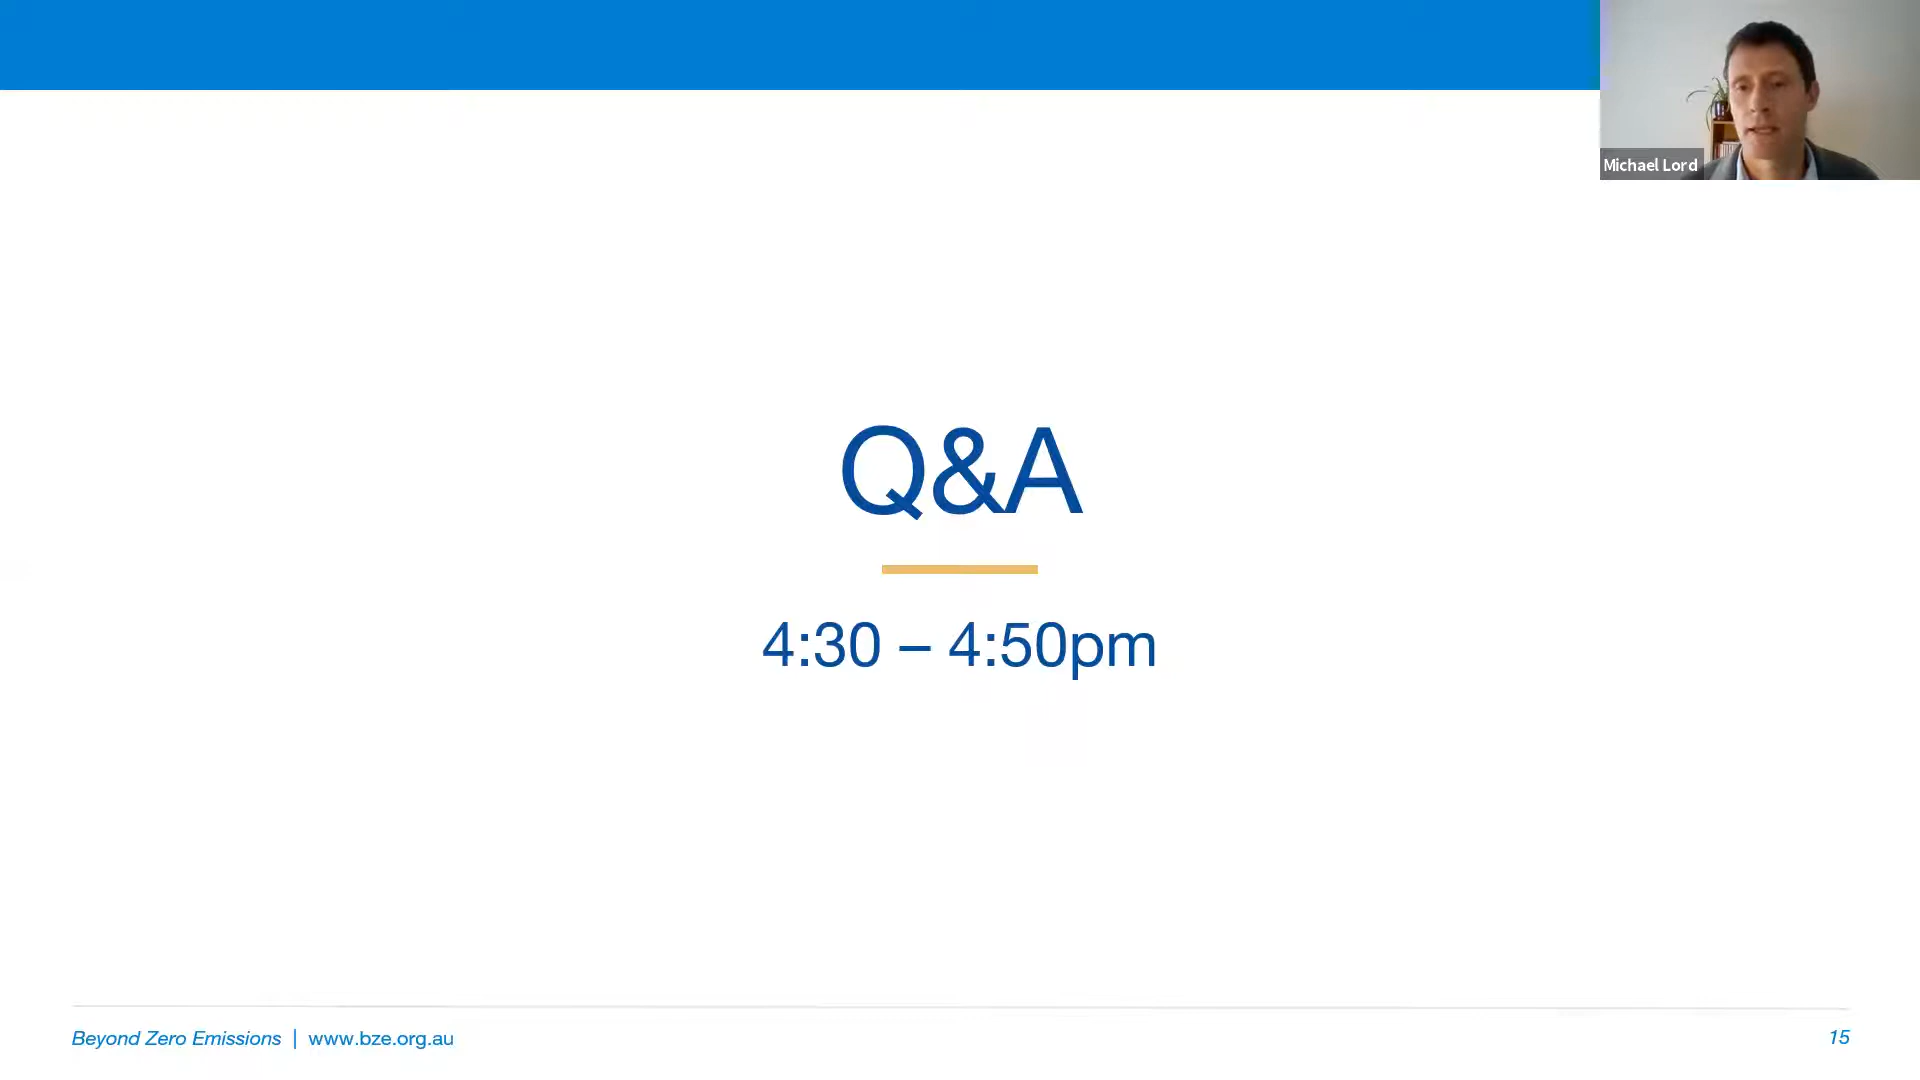 Michael Lord
Q&A
4:30 – 4:50pm
Beyond Zero Emissions | www.bze.org.au
15